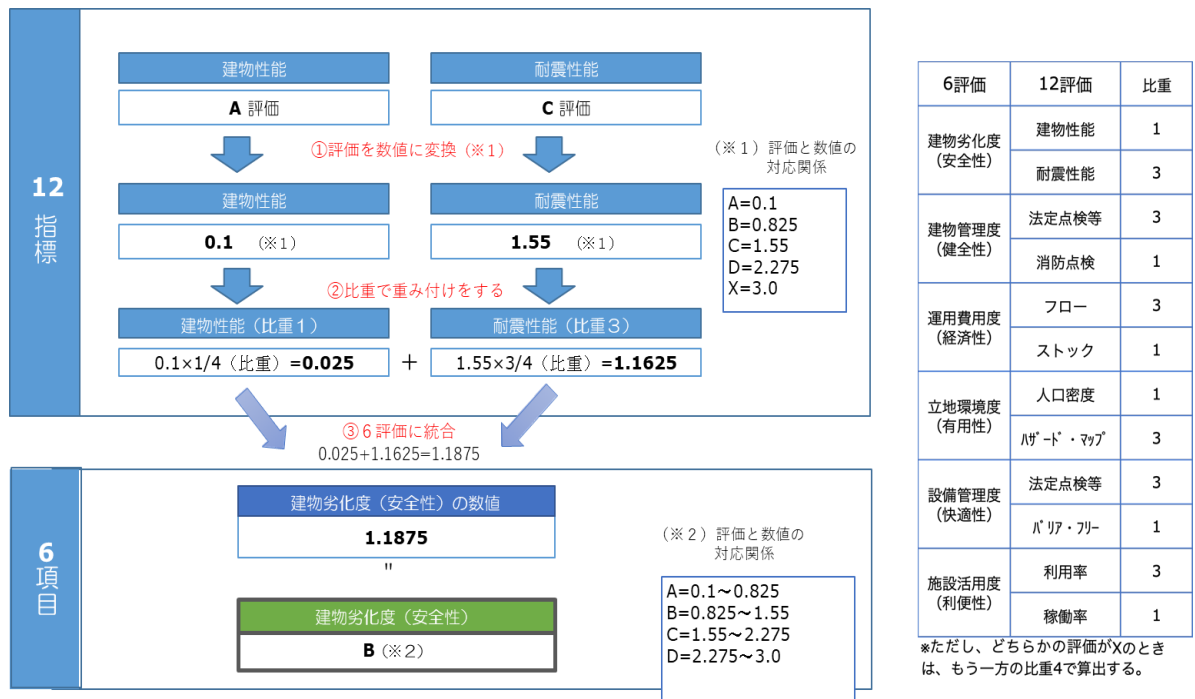 12
指標
建物性能
耐震性能
A 評価
C 評価
①評価を数値に変換（※1）
建物性能
耐震性能
0.1 （※1）
1.55 （※1）
（※１）評価と数値の
対応関係
A=0.1
B=0.825
C=1.55
D=2.275
X=3.0
②比重で重み付けをする
建物性能（比重１）
耐震性能（比重３）
0.1×1/4（比重）=0.025
+
1.55×3/4（比重）=1.1625
③６評価に統合
0.025+1.1625=1.1875
6
項目
建物劣化度（安全性）の数値
1.1875
"
建物劣化度（安全性）
B（※2）
（※２）評価と数値の
対応関係
A=0.1～0.825
B=0.825～1.55
C=1.55～2.275
D=2.275～3.0
6評価 12評価 比重
建物劣化度
（安全性）
建物性能 1
耐震性能 3
建物管理度
（健全性）
法定点検等 3
消防点検 1
運用費用度
（経済性）
フロー 3
ストック 1
立地環境度
（有用性）
人口密度 1
ﾊｻﾞｰﾄﾞ・ﾏｯﾌﾟ 3
設備管理度
（快適性）
法定点検等 3
ﾊﾞﾘｱ・ﾌﾘｰ 1
施設活用度
（利便性）
利用率 3
稼働率 1
*ただし、どちらかの評価がXのとき
は、もう一方の比重4で算出する。